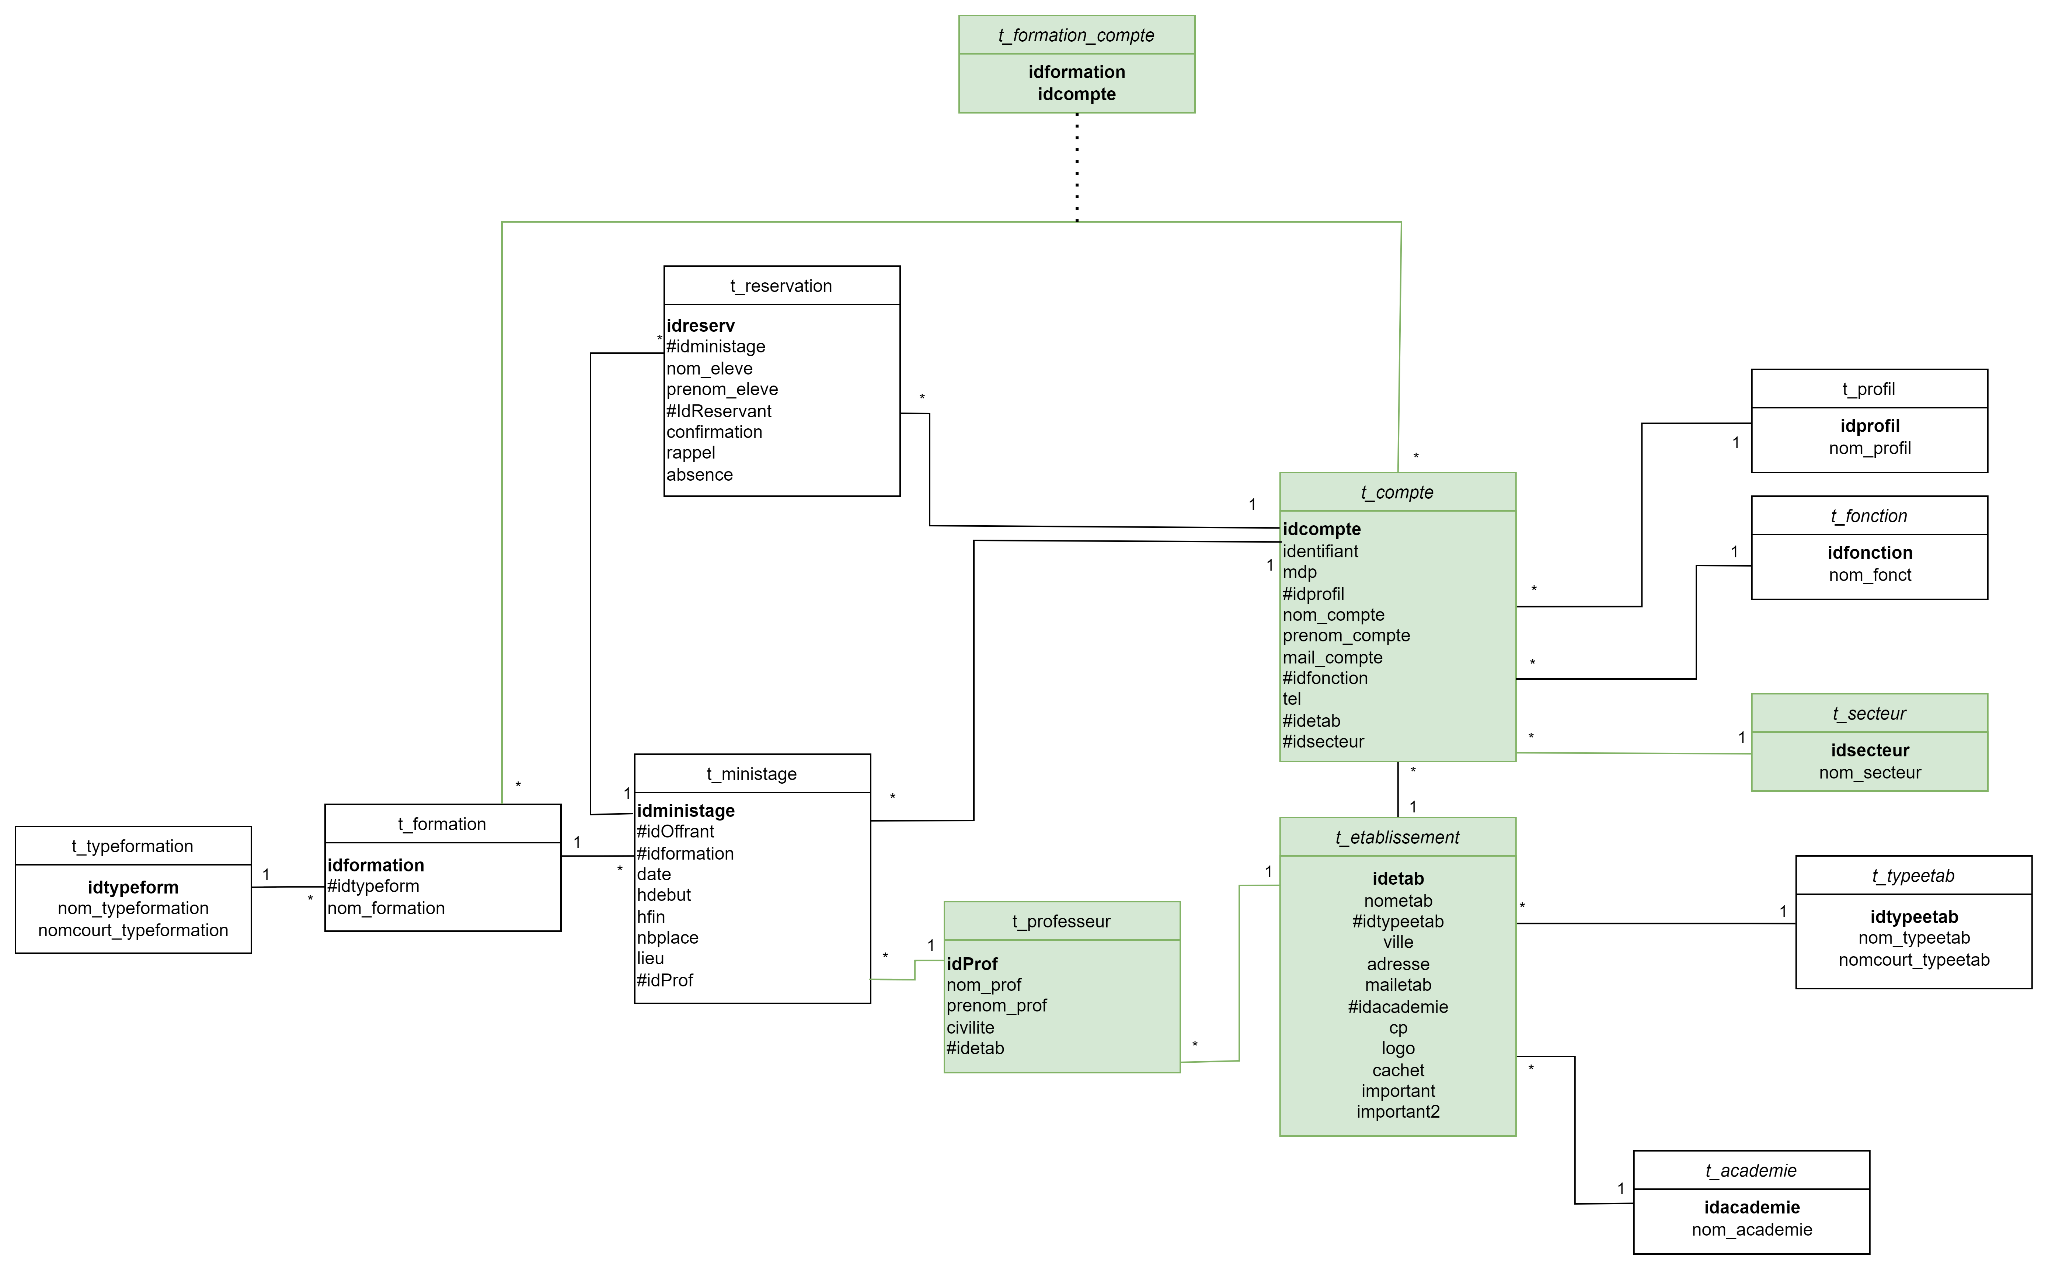 t_formation_compte
idformation
idcompte
t_reservation
idreserv
#idministage
nom_eleve
prenom_eleve
#IdReservant
confirmation
rappel
absence
*
*
1
*
t_compte
idcompte
identifiant
mdp
#idprofil
nom_compte
prenom_compte
mail_compte
#idfonction
tel
#idetab
#idsecteur
1
*
*
*
*
t_profil
idprofil
nom_profil
1
t_fonction
idfonction
nom_fonct
1
t_secteur
idsecteur
nom_secteur
1
t_typeformation
idtypeform
nom_typeformation
nomcourt_typeformation
1
*
*
t_formation
idformation
#idtypeform
nom_formation
1
*
1
t_ministage
idministage
#idOffrant
#idformation
date
hdebut
hfin
nbplace
lieu
#idProf
*
*
1
t_professeur
idProf
nom_prof
prenom_prof
civilite
#idetab
*
1
1
t_etablissement
idetab
nometab
#idtypeetab
ville
adresse
mailetab
#idacademie
cp
logo
cachet
important
important2
*
1
*
t_typeetab
idtypeetab
nom_typeetab
nomcourt_typeetab
1
t_academie
idacademie
nom_academie